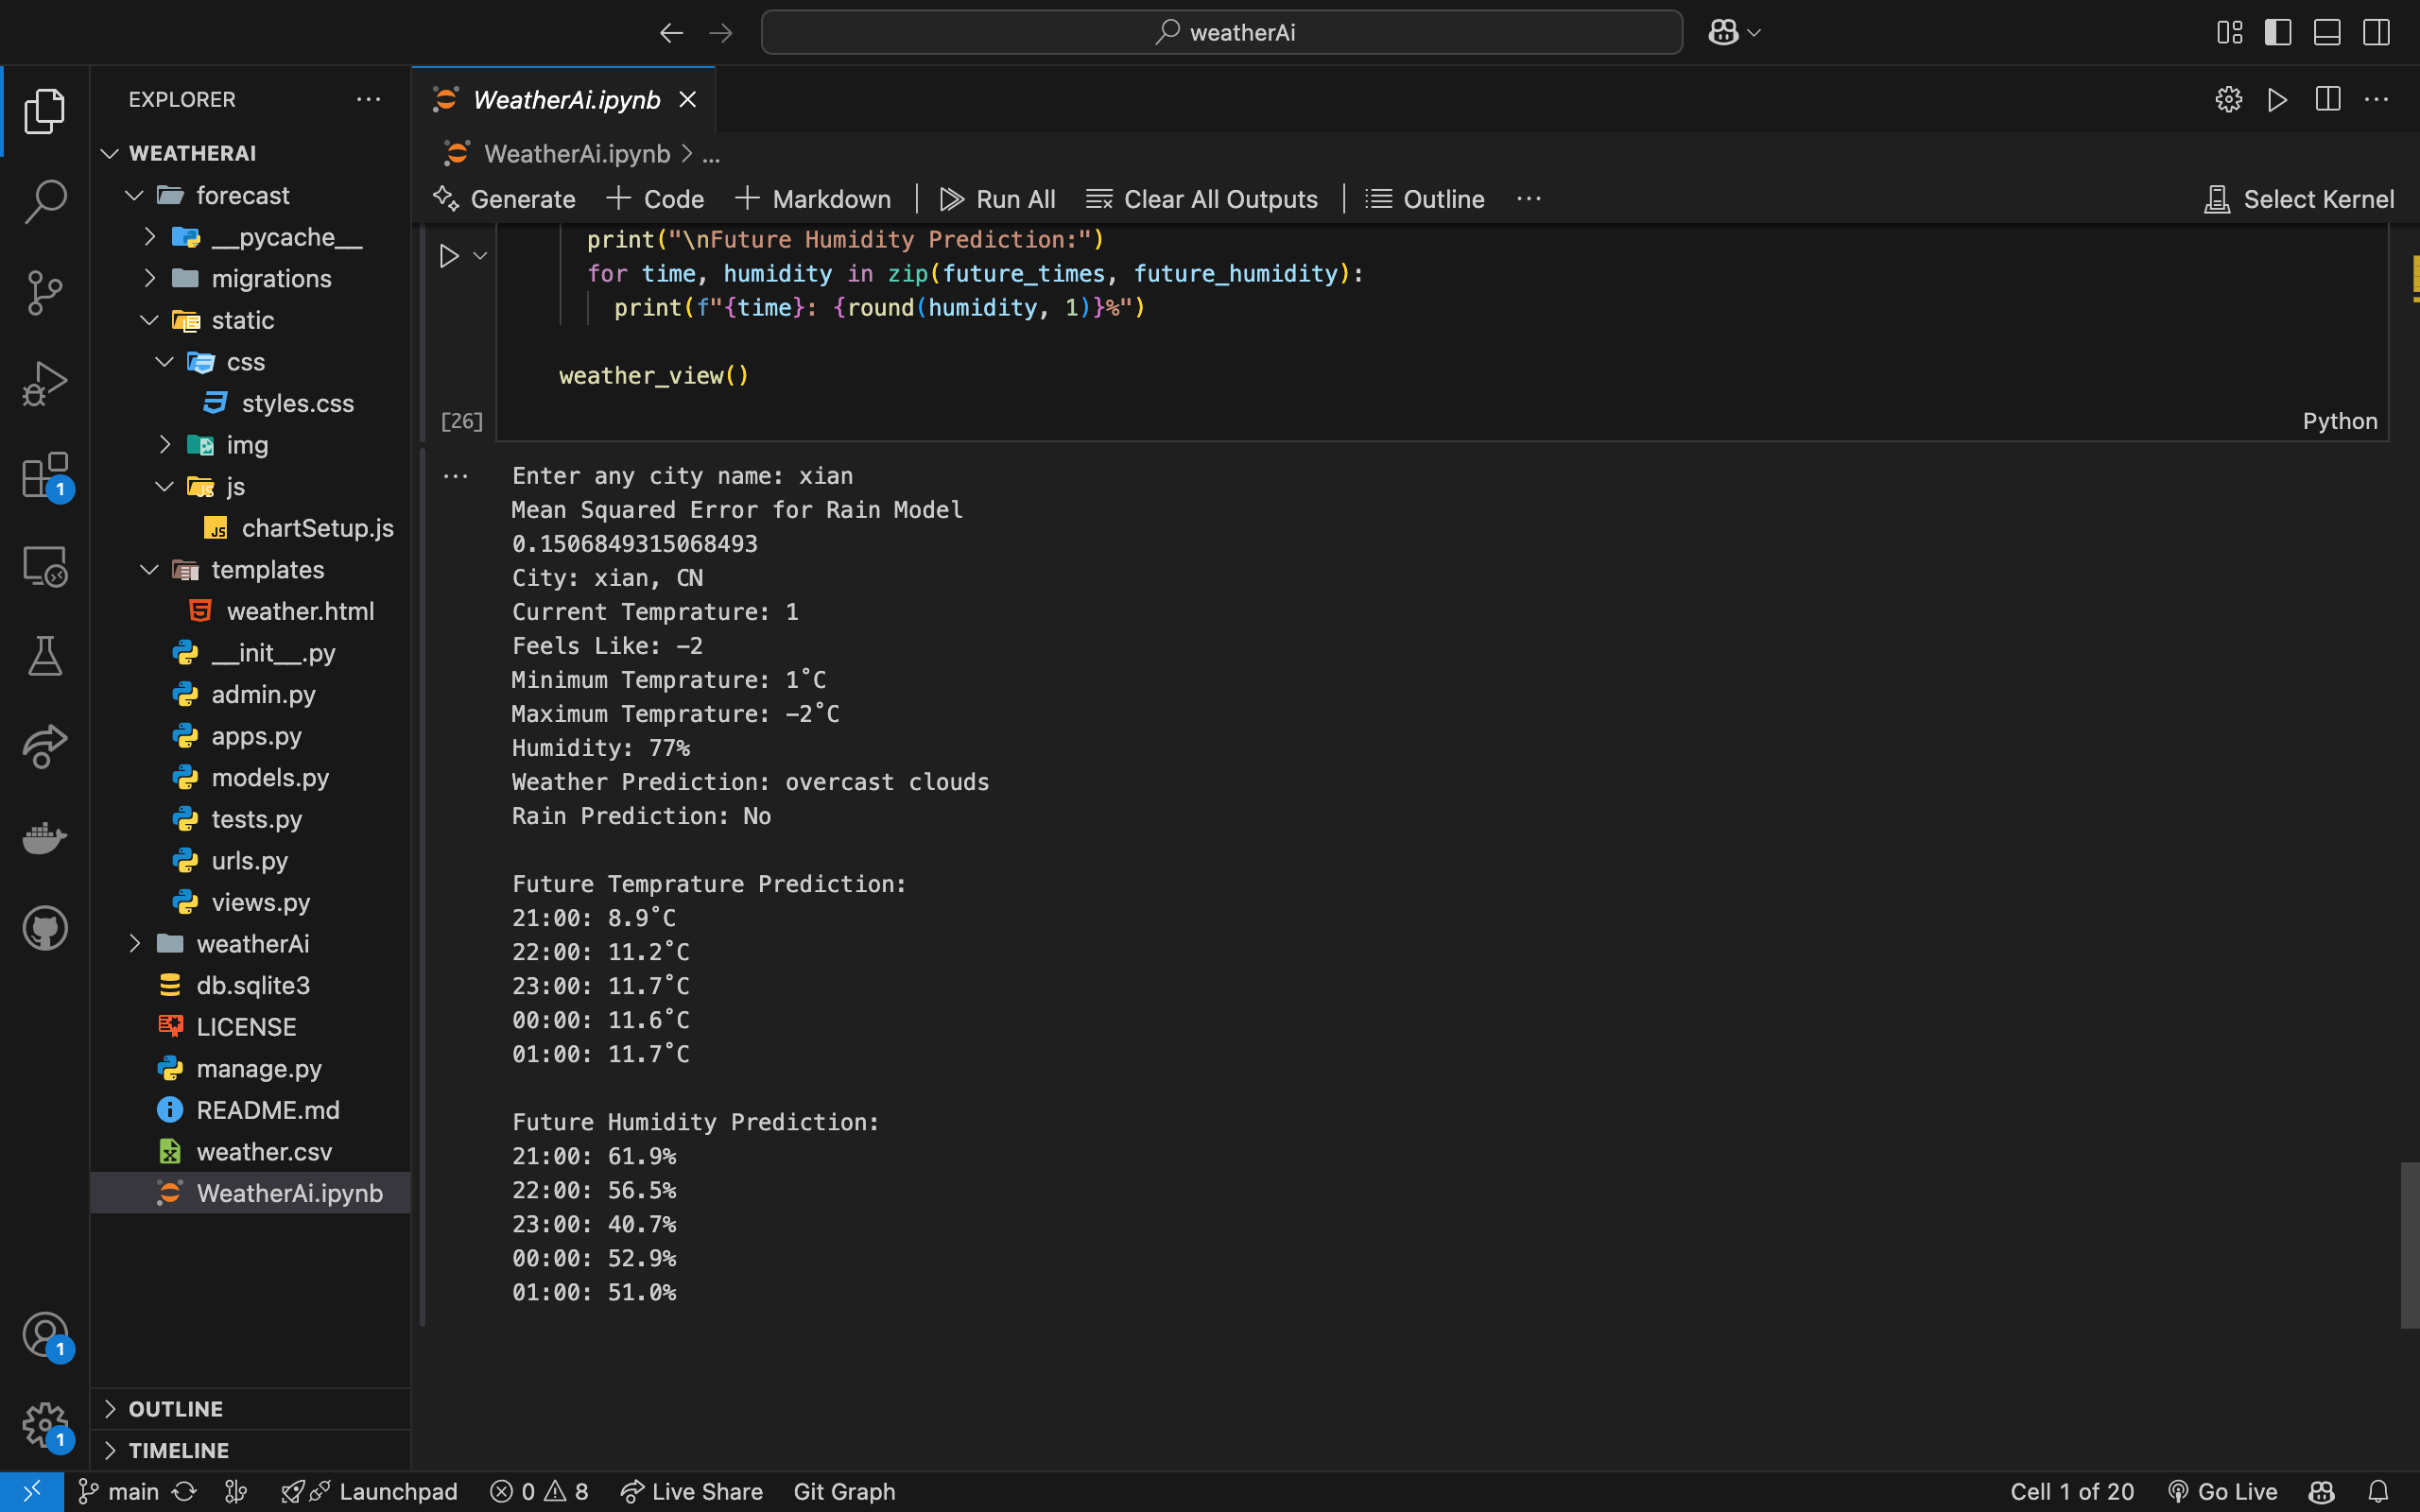 weatherAi
EXPLORER
WEATHERAI
forecast
__pycache__
migrations
static
css
styles.css
img
js
JS chartSetup.js
templates
weather.html
__init__.py
admin.py
apps.py
models.py
tests.py
urls.py
views.py
weatherAi
db.sqlite3
LICENSE
manage.py
README.md
weather.csv
WeatherAi.ipynb
OUTLINE
TIMELINE
1
1
1
WeatherAi.ipynb
WeatherAi.ipynb > ...
Generate + Code + Markdown | Run All Clear All Outputs | Outline ... Select Kernel
print("\nFuture Humidity Prediction:")
for time, humidity in zip(future_times, future_humidity):
print(f"{time}: {round(humidity, 1)}%")
weather_view()
[26]
Python
Enter any city name: xian
Mean Squared Error for Rain Model
0.1506849315068493
City: xian, CN
Current Temprature: 1
Feels Like: -2
Minimum Temprature: 1°C
Maximum Temprature: -2°C
Humidity: 77%
Weather Prediction: overcast clouds
Rain Prediction: No
Future Temprature Prediction:
21:00: 8.9°C
22:00: 11.2°C
23:00: 11.7°C
00:00: 11.6°C
01:00: 11.7°C
Future Humidity Prediction:
21:00: 61.9%
22:00: 56.5%
23:00: 40.7%
00:00: 52.9%
01:00: 51.0%
main Launchpad 0 8 Live Share Git Graph Cell 1 of 20 Go Live